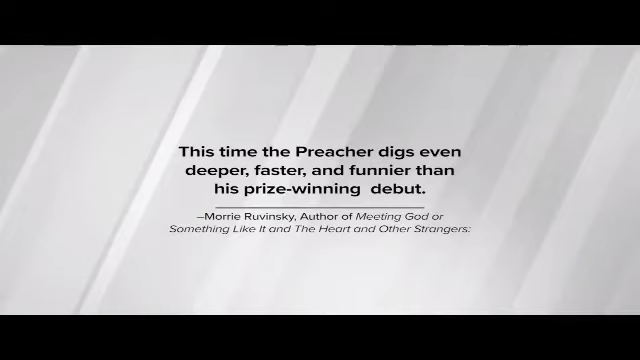 This time the Preacher digs even
deeper, faster, and funnier than
his prize-winning  debut.
–Morrie Ruvinsky, Author of Meeting God or
Something Like It and The Heart and Other Strangers: